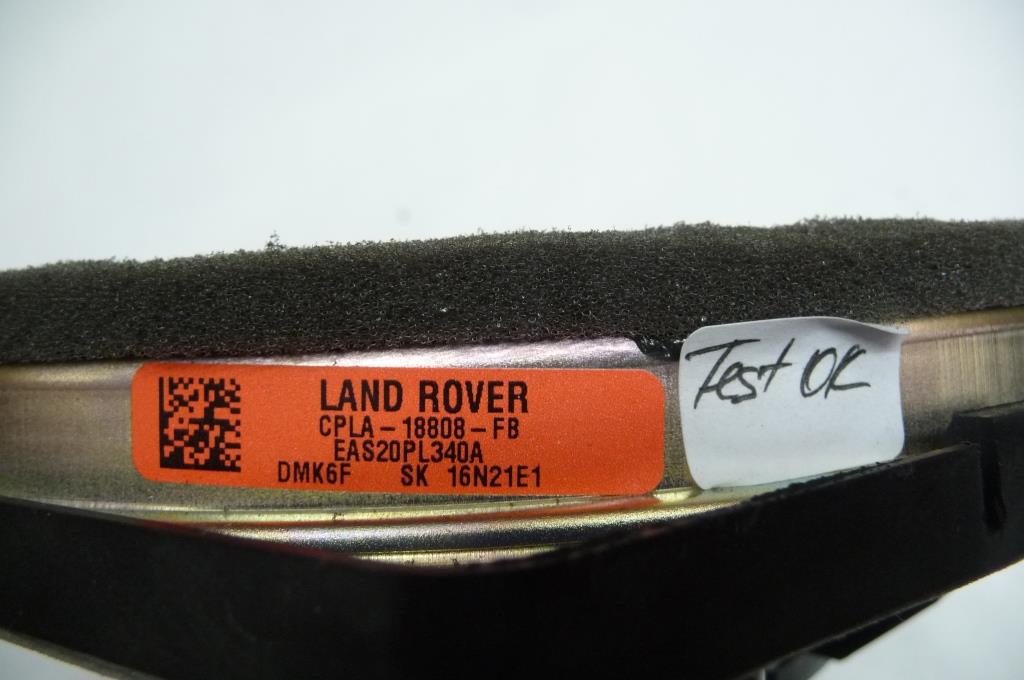 LAND ROVER
CPLA-18808-FB
EAS20PL340A
DMK6F SK 16N21E1
Test OK